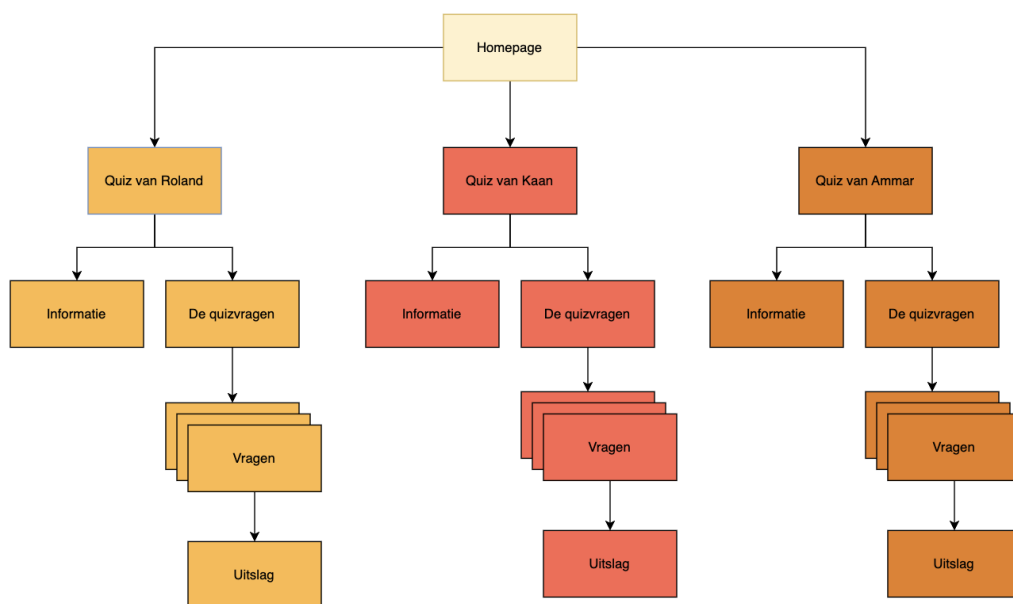 Homepage
Quiz van Roland
Quiz van Kaan
Quiz van Ammar
Informatie
De quizvragen
Informatie
De quizvragen
Informatie
De quizvragen
Vragen
Vragen
Vragen
Uitslag
Uitslag
Uitslag